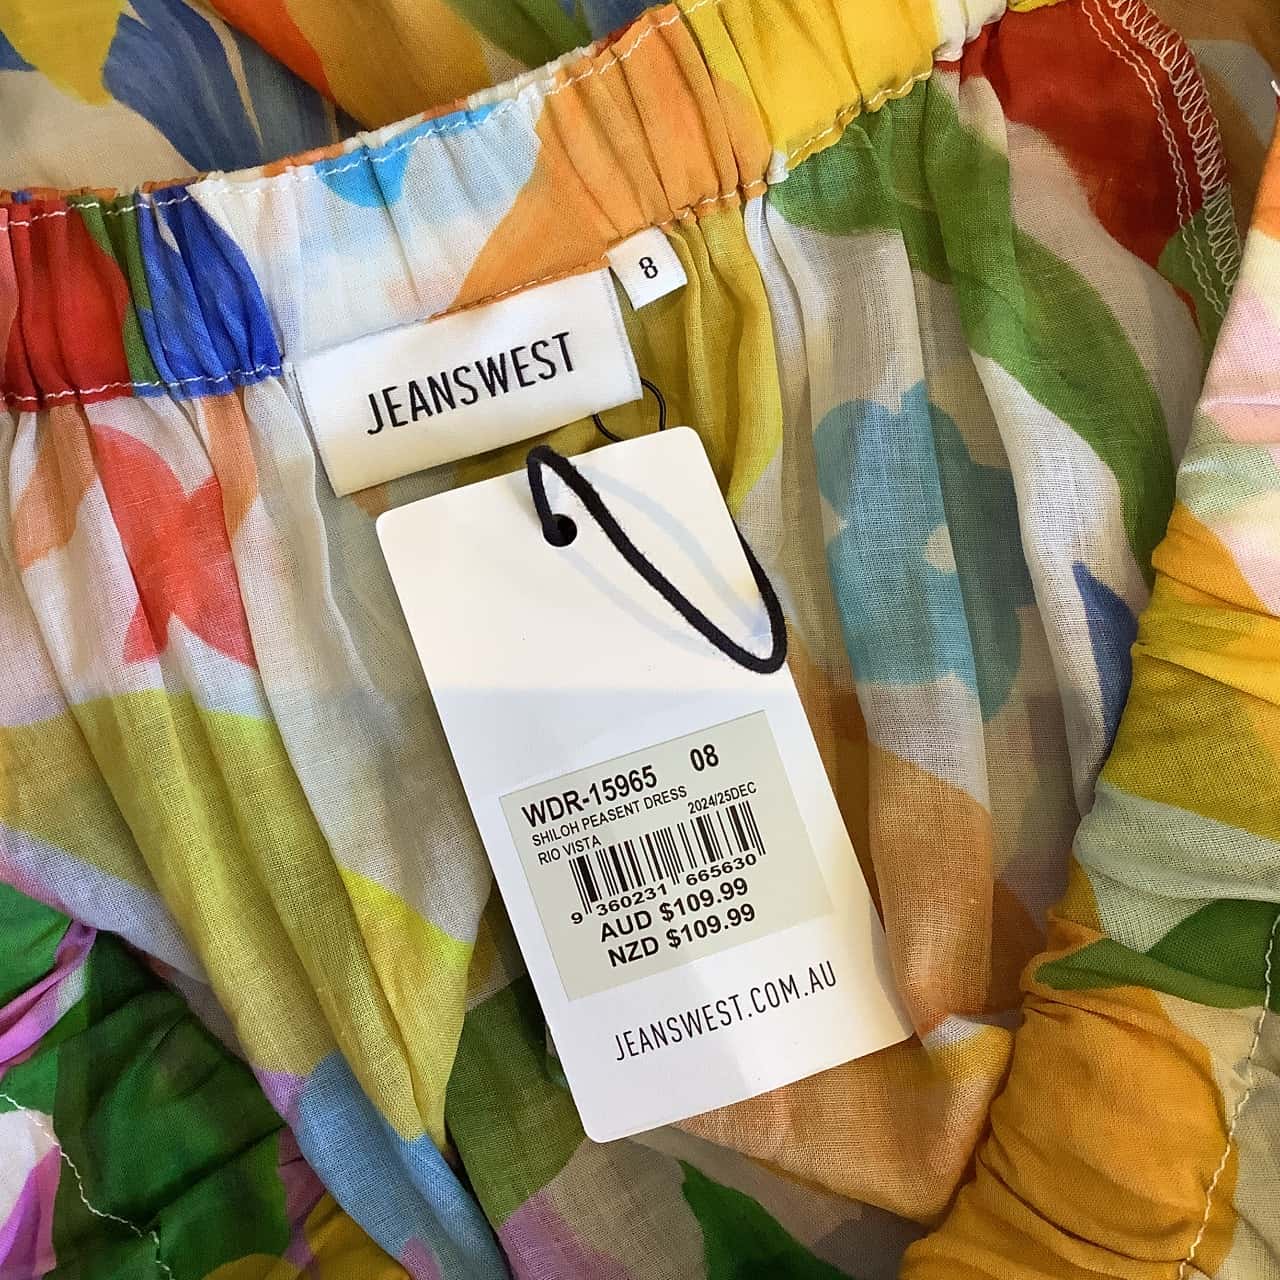 8
JEANSWEST
WDR-15965 08
SHILOH PEASENT DRESS 2024/25DEC
RIO VISTA
9 360231 665630
AUD $109.99
NZD $109.99
JEANSWEST.COM.AU